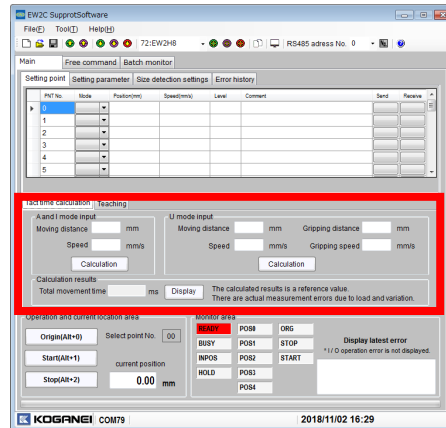 EW2C SupprotSoftware
File(F) Tool(T) Help(H)
72:EW2H8 RS485 adress No. 0
Main Free command Batch monitor
Setting point Setting parameter Size detection settings Error history
PNT No. Mode Position(mm) Speed(mm/s) Level Comment Send Receive
0
1
2
3
4
5
Tact time calculation Teaching
A and I mode input U mode input
Moving distance mm Moving distance mm Gripping distance mm
Speed mm/s Speed mm/s Gripping speed mm/s
Calculation Calculation
Calculation results
Total movement time ms Display The calculated results is a reference value.
There are actual measurement errors due to load and variation.
Operation and current location area Monitor area
Origin(Alt+0) Select point No. 00 READY POS0 ORG
BUSY POS1 STOP Display latest error
Start(Alt+1) current position INPOS POS2 START * I / O operation error is not displayed.
HOLD POS3
Stop(Alt+2) 0.00 mm POS4
KOGANEI COM79 2018/11/02 16:29